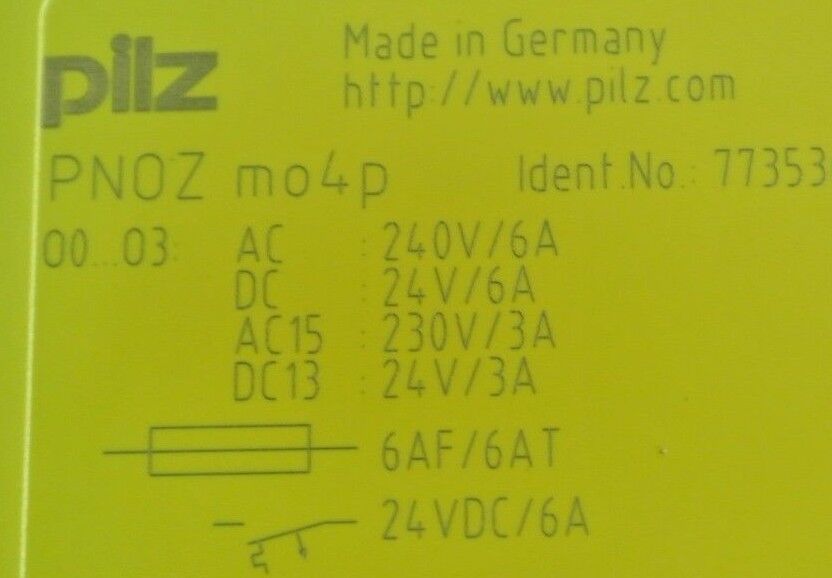 pilz
Made in Germany
http://www.pilz.com
PNOZ mo4p Ident.No.: 77353
00...03: AC : 240V/6A
DC : 24V/6A
AC15 : 230V/3A
DC13 : 24V/3A
6AF/6AT
24VDC/6A